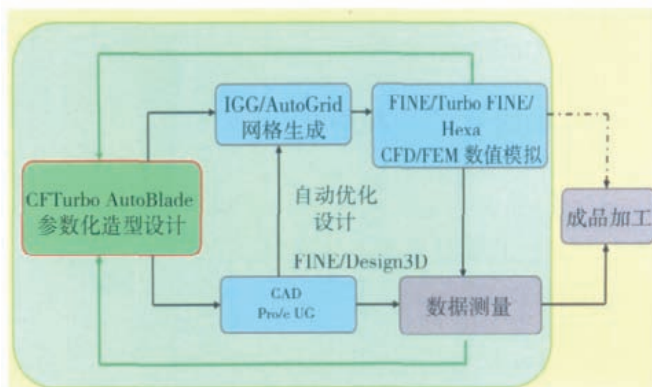 IGG/AutoGrid
网格生成
FINE/Turbo FINE/
Hexa
CFD/FEM 数值模拟
CFTurbo AutoBlade
参数化造型设计
自动优化
设计
FINE/Design3D
成品加工
CAD
Pro/e UG
数据测量